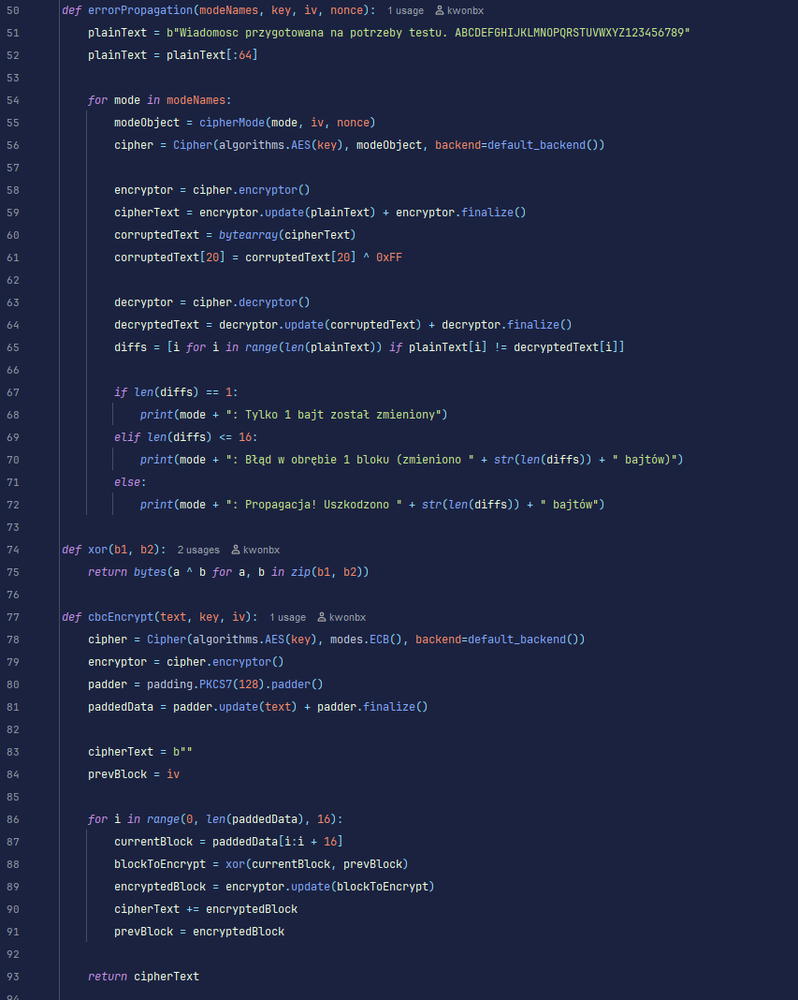 50 def errorPropagation(modeNames, key, iv, nonce): 1 usage kwonbx
51 plainText = b"Wiadomosc przygotowana na potrzeby testu. ABCDEFGHIJKLMNOPQRSTUVWXYZ123456789"
52 plainText = plainText[:64]
53
54 for mode in modeNames:
55 modeObject = cipherMode(mode, iv, nonce)
56 cipher = Cipher(algorithms.AES(key), modeObject, backend=default_backend())
57
58 encryptor = cipher.encryptor()
59 cipherText = encryptor.update(plainText) + encryptor.finalize()
60 corruptedText = bytearray(cipherText)
61 corruptedText[20] = corruptedText[20] ^ 0xFF
62
63 decryptor = cipher.decryptor()
64 decryptedText = decryptor.update(corruptedText) + decryptor.finalize()
65 diffs = [i for i in range(len(plainText)) if plainText[i] != decryptedText[i]]
66
67 if len(diffs) == 1:
68 print(mode + ": Tylko 1 bajt został zmieniony")
69 elif len(diffs) <= 16:
70 print(mode + ": Błąd w obrębie 1 bloku (zmieniono " + str(len(diffs)) + " bajtów)")
71 else:
72 print(mode + ": Propagacja! Uszkodzono " + str(len(diffs)) + " bajtów")
73
74 def xor(b1, b2): 2 usages kwonbx
75 return bytes(a ^ b for a, b in zip(b1, b2))
76
77 def cbcEncrypt(text, key, iv): 1 usage kwonbx
78 cipher = Cipher(algorithms.AES(key), modes.ECB(), backend=default_backend())
79 encryptor = cipher.encryptor()
80 padder = padding.PKCS7(128).padder()
81 paddedData = padder.update(text) + padder.finalize()
82
83 cipherText = b""
84 prevBlock = iv
85
86 for i in range(0, len(paddedData), 16):
87 currentBlock = paddedData[i:i + 16]
88 blockToEncrypt = xor(currentBlock, prevBlock)
89 encryptedBlock = encryptor.update(blockToEncrypt)
90 cipherText += encryptedBlock
91 prevBlock = encryptedBlock
92
93 return cipherText
94